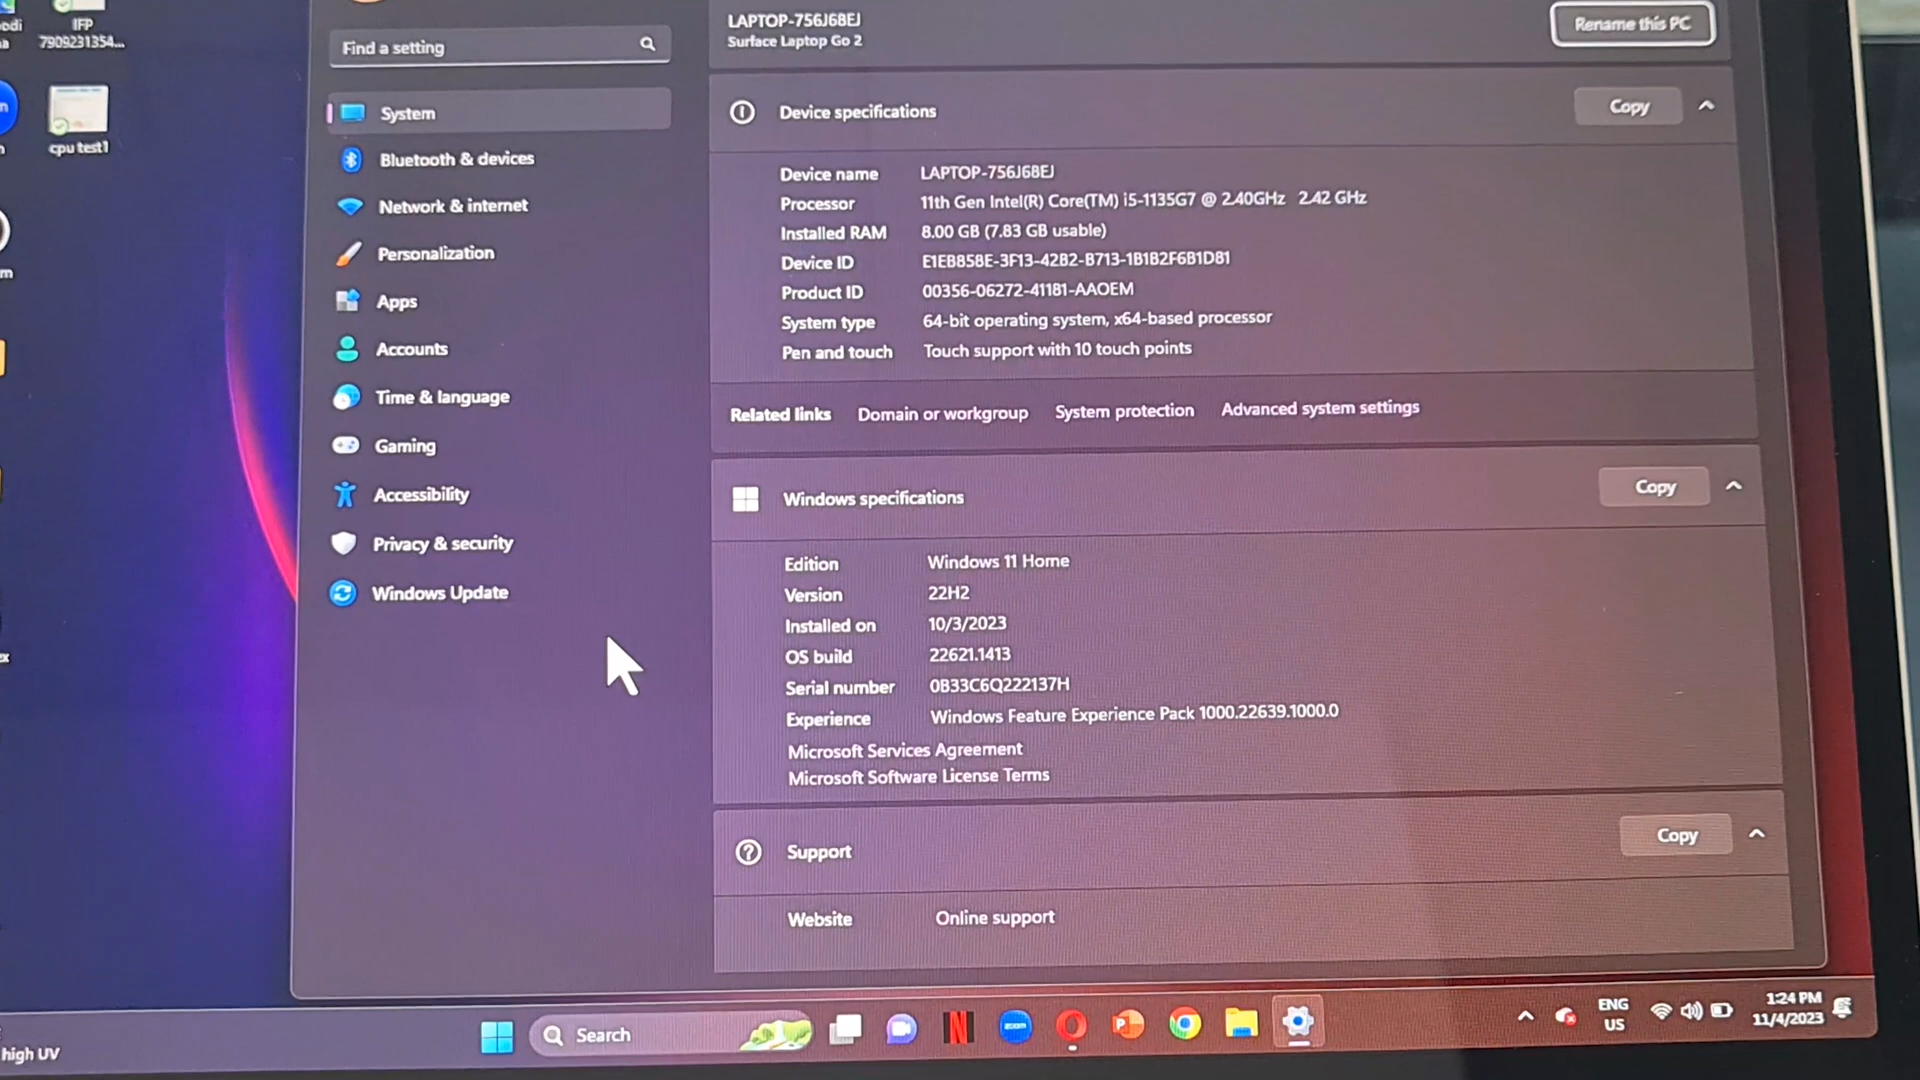 IFP
7909231354...
cpu test1
Find a setting
System
Bluetooth & devices
Network & internet
Personalization
Apps
Accounts
Time & language
Gaming
Accessibility
Privacy & security
Windows Update
LAPTOP-756J68EJ
Surface Laptop Go 2
Rename this PC
Device specifications
Copy
Device name LAPTOP-756J68EJ
Processor 11th Gen Intel(R) Core(TM) i5-1135G7 @ 2.40GHz 2.42 GHz
Installed RAM 8.00 GB (7.83 GB usable)
Device ID E1EB858E-3F13-42B2-B713-1B1B2F6B1D81
Product ID 00356-06272-41181-AAOEM
System type 64-bit operating system, x64-based processor
Pen and touch Touch support with 10 touch points
Related links Domain or workgroup System protection Advanced system settings
Windows specifications
Copy
Edition Windows 11 Home
Version 22H2
Installed on 10/3/2023
OS build 22621.1413
Serial number 0B33C6Q222137H
Experience Windows Feature Experience Pack 1000.22639.1000.0
Microsoft Services Agreement
Microsoft Software License Terms
Support
Copy
Website Online support
high UV
Search
zoom
ENG
US
1:24 PM
11/4/2023